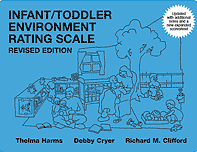 INFANT/TODDLER
ENVIRONMENT
RATING SCALE
REVISED EDITION
Updated
with additional
notes and a
new expanded
scoresheet
Thelma Harms Debby Cryer Richard M. Clifford